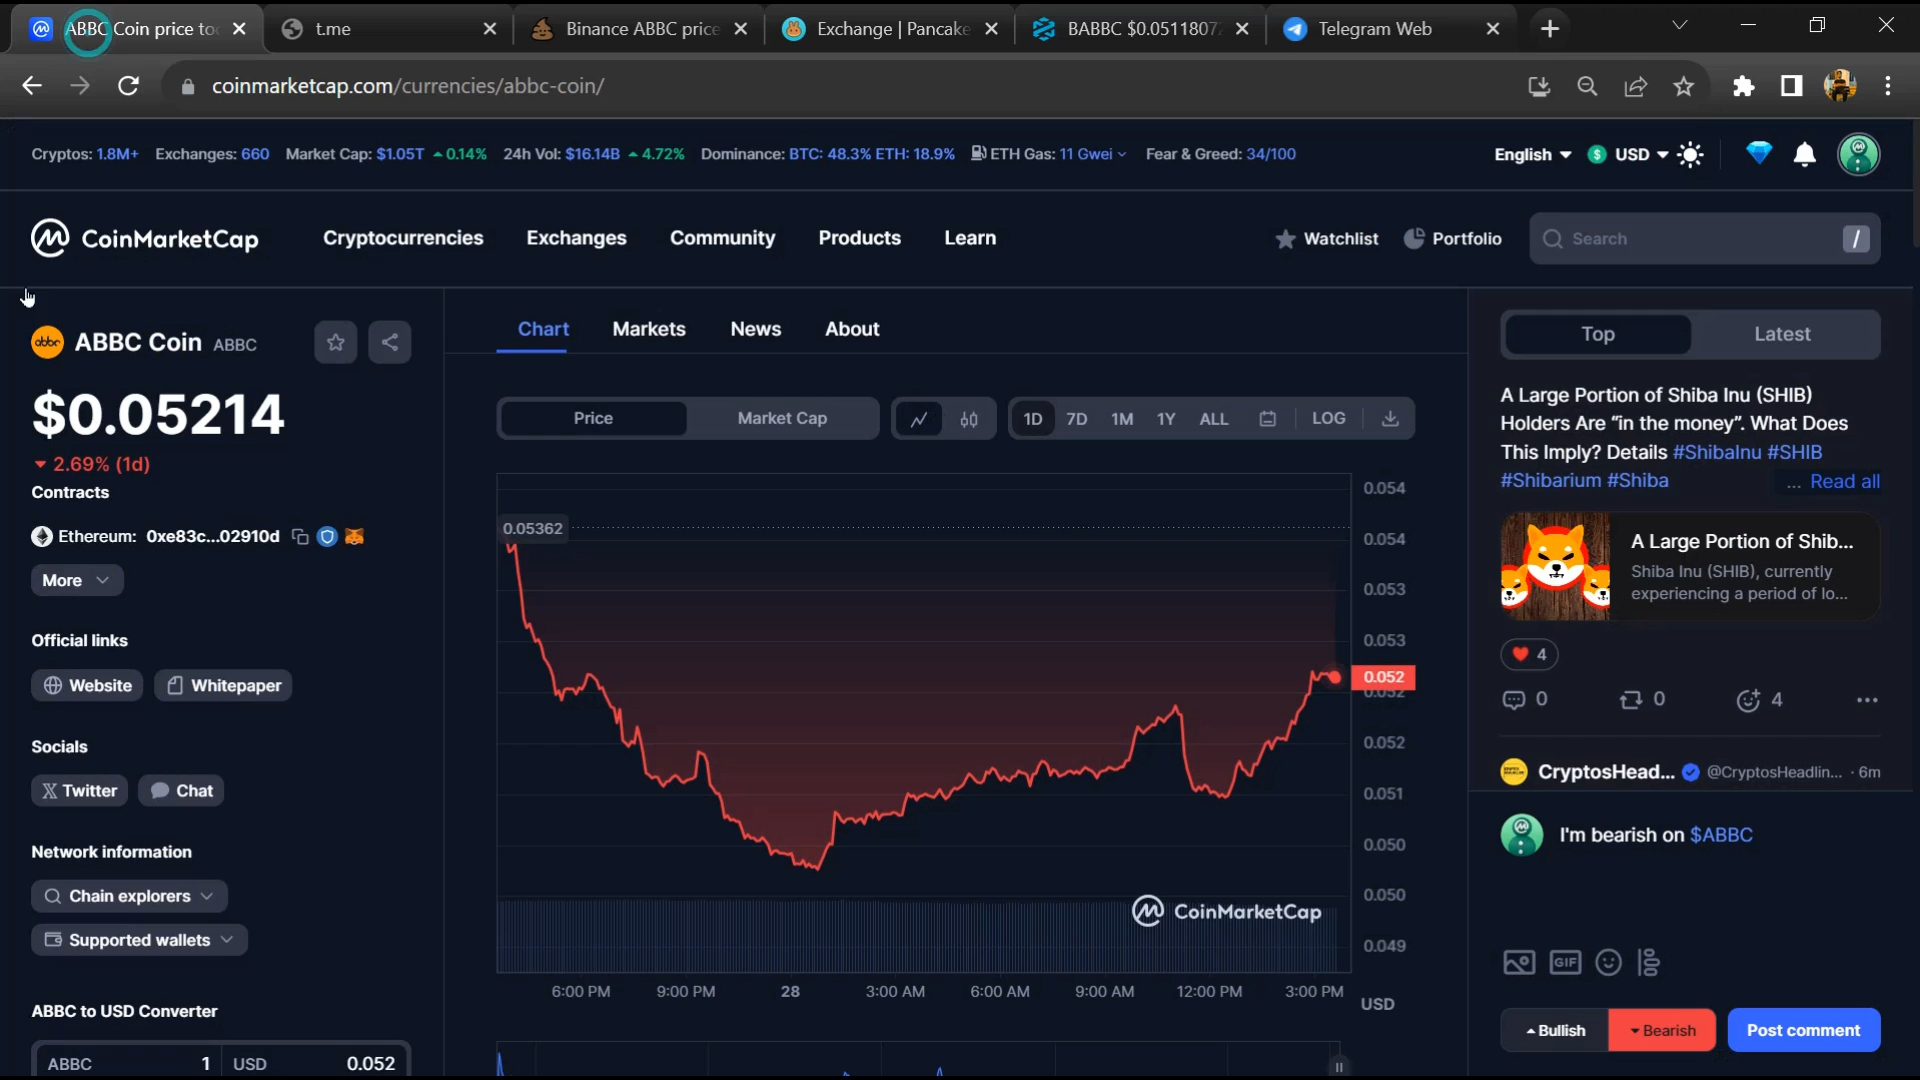 ABBC Coin price to
t.me
Binance ABBC price
Exchange | Pancake
BABBC $0.0511807
Telegram Web
coinmarketcap.com/currencies/abbc-coin/
Cryptos: 1.8M+ Exchanges: 660 Market Cap: $1.05T 0.14% 24h Vol: $16.14B 4.72% Dominance: BTC: 48.3% ETH: 18.9% ETH Gas: 11 Gwei Fear & Greed: 34/100
English USD
CoinMarketCap
Cryptocurrencies Exchanges Community Products Learn
Watchlist Portfolio Search /
ABBC Coin ABBC
$0.05214
2.69% (1d)
Contracts
Ethereum: 0xe83c...02910d
More
Official links
Website Whitepaper
Socials
Twitter Chat
Network information
Chain explorers
Supported wallets
ABBC to USD Converter
ABBC 1 USD 0.052
Chart Markets News About
Price Market Cap 1D 7D 1M 1Y ALL LOG
0.05362
0.054
0.054
0.053
0.053
0.052
0.052
0.052
0.051
0.050
0.050
0.049
CoinMarketCap
6:00 PM 9:00 PM 28 3:00 AM 6:00 AM 9:00 AM 12:00 PM 3:00 PM USD
Top Latest
A Large Portion of Shiba Inu (SHIB)
Holders Are “in the money”. What Does
This Imply? Details #ShibaInu #SHIB
#Shibarium #Shiba ... Read all
A Large Portion of Shib...
Shiba Inu (SHIB), currently
experiencing a period of lo...
4
0 0 4
CryptosHead... @CryptosHeadlin... · 6m
I'm bearish on $ABBC
GIF
Bullish Bearish Post comment